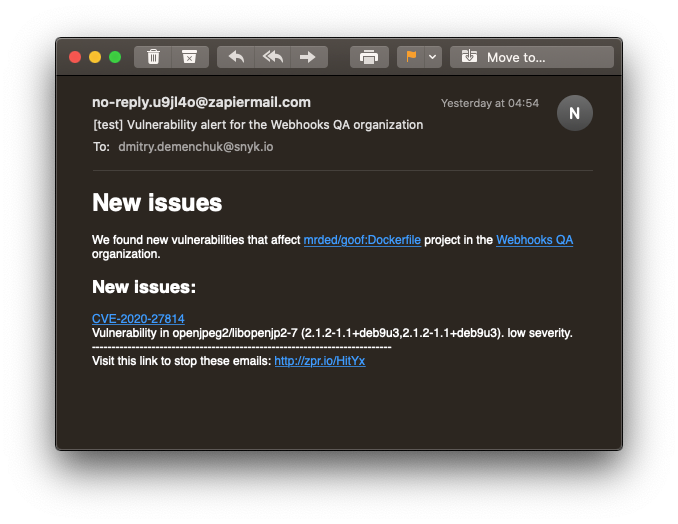 Move to...
no-reply.u9jl4o@zapiermail.com
Yesterday at 04:54
N
[test] Vulnerability alert for the Webhooks QA organization
To: dmitry.demenchuk@snyk.io
New issues
We found new vulnerabilities that affect mrded/goof:Dockerfile project in the Webhooks QA
organization.
New issues:
CVE-2020-27814
Vulnerability in openjpeg2/libopenjp2-7 (2.1.2-1.1+deb9u3,2.1.2-1.1+deb9u3). low severity.
----------------------------------------------------------------------
Visit this link to stop these emails: http://zpr.io/HitYx